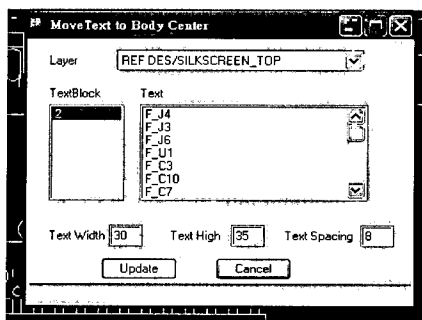 MoveText to Body Center
Layer REF DES/SILKSCREEN_TOP
TextBlock Text
2
F_J4
F_J3
F_J6
F_U1
F_C3
F_C10
F_C7
Text Width 30 Text High 35 Text Spacing 8
Update Cancel